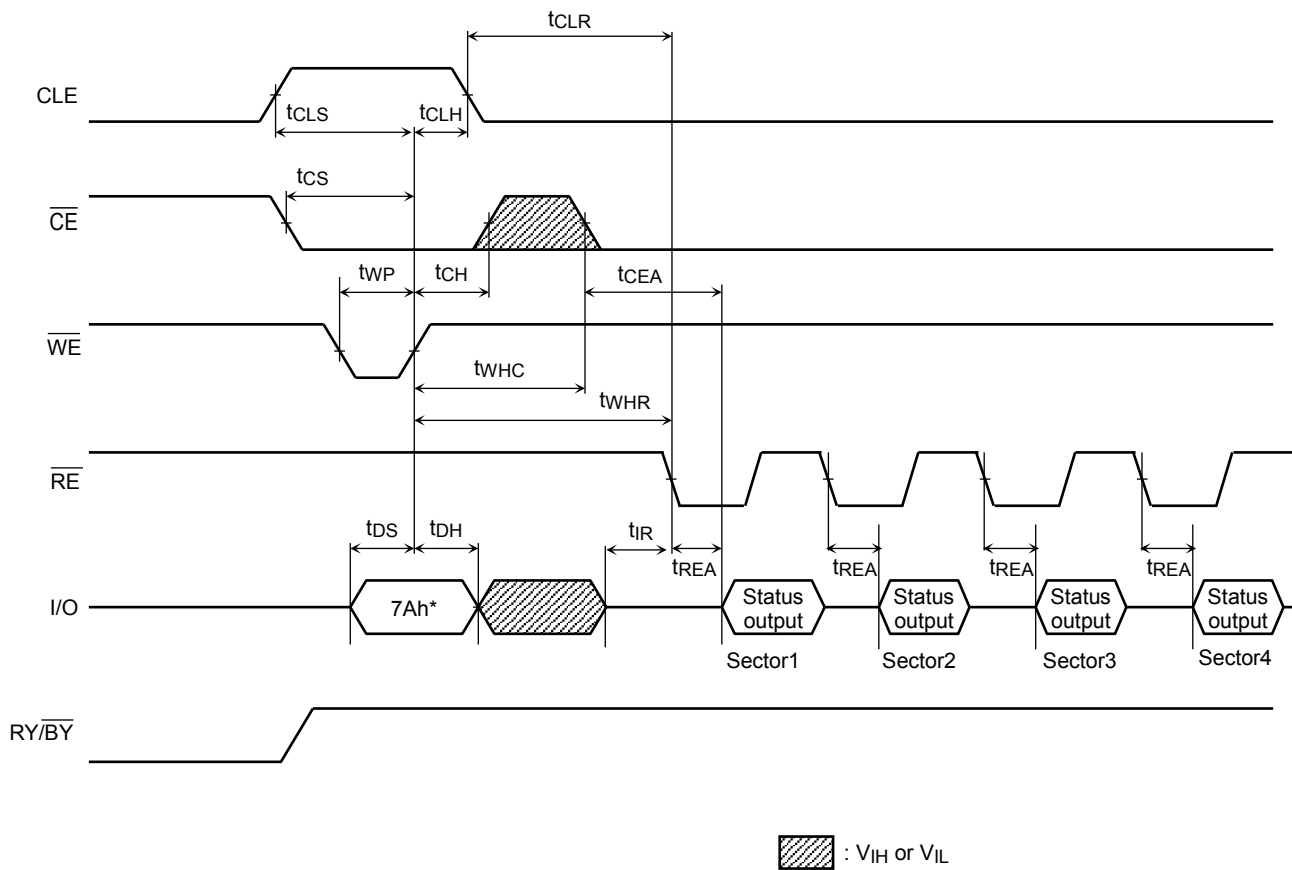 tCLR
CLE
tCLS
tCLH
tCS
CE
tWP
tCH
tCEA
WE
tWHC
tWHR
RE
tDS
tDH
tIR
tREA
tREA
tREA
tREA
I/O
7Ah*
Status output
Status output
Status output
Status output
Sector1
Sector2
Sector3
Sector4
RY/BY
: VIH or VIL